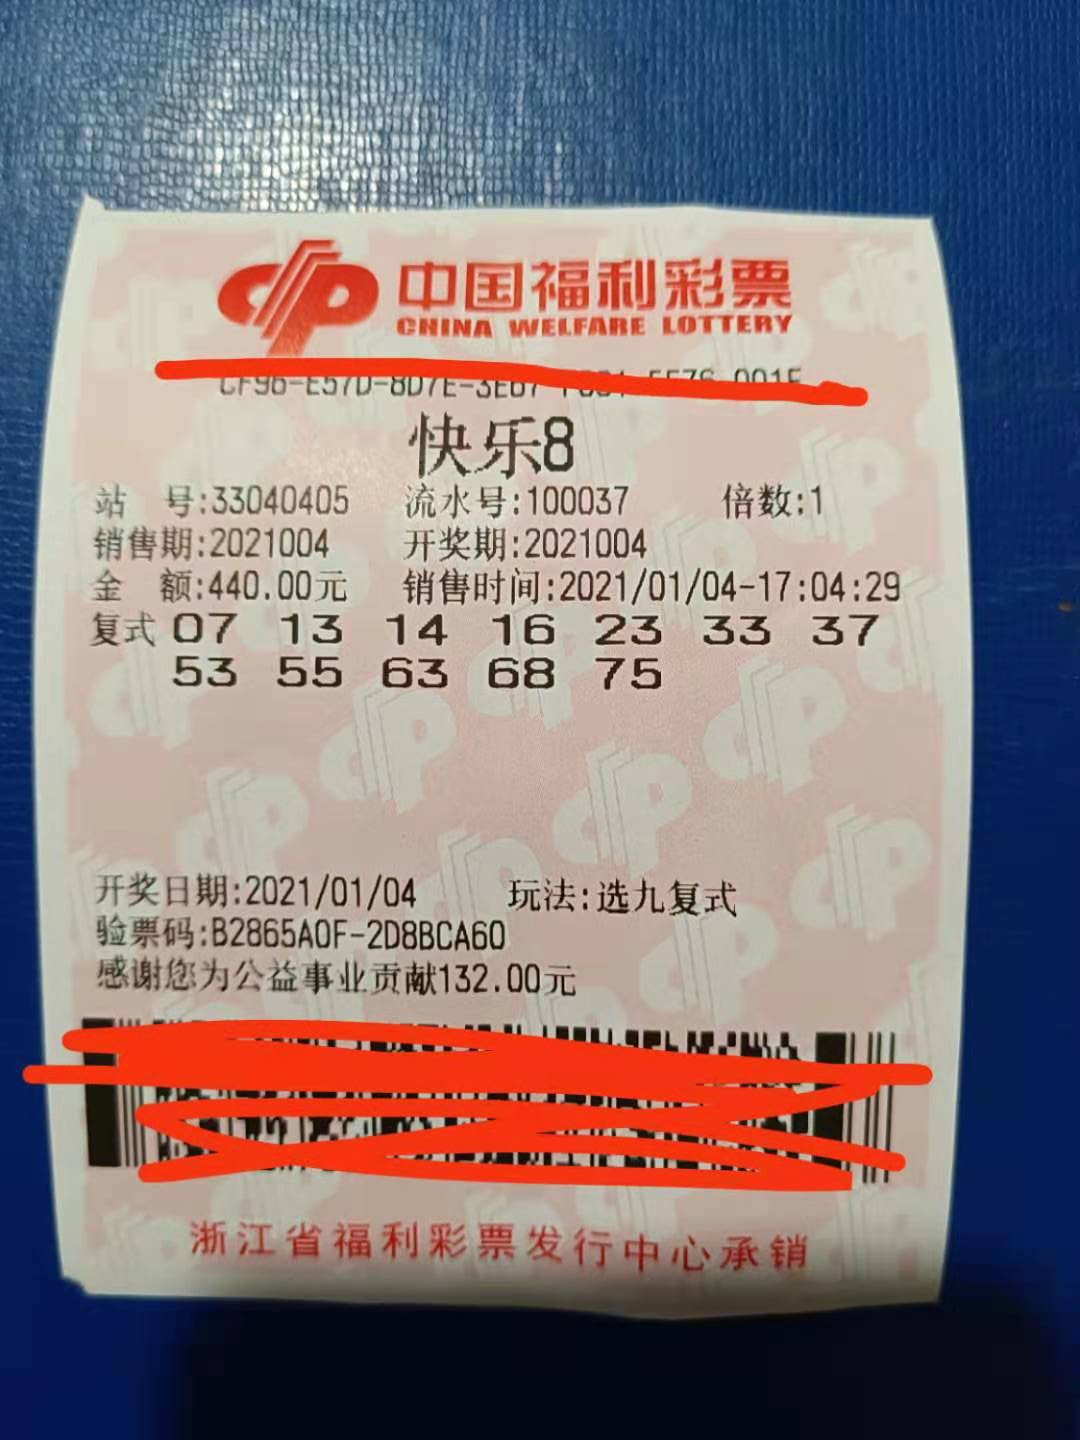 中国福利彩票
CHINA WELFARE LOTTERY
快乐8
站 号:33040405 流水号:100037 倍数:1
销售期:2021004 开奖期:2021004
金 额:440.00元 销售时间:2021/01/04-17:04:29
复式 07 13 14 16 23 33 37
53 55 63 68 75
开奖日期:2021/01/04 玩法:选九复式
验票码:B2865A0F-2D8BCA60
感谢您为公益事业贡献132.00元
浙江省福利彩票发行中心承销